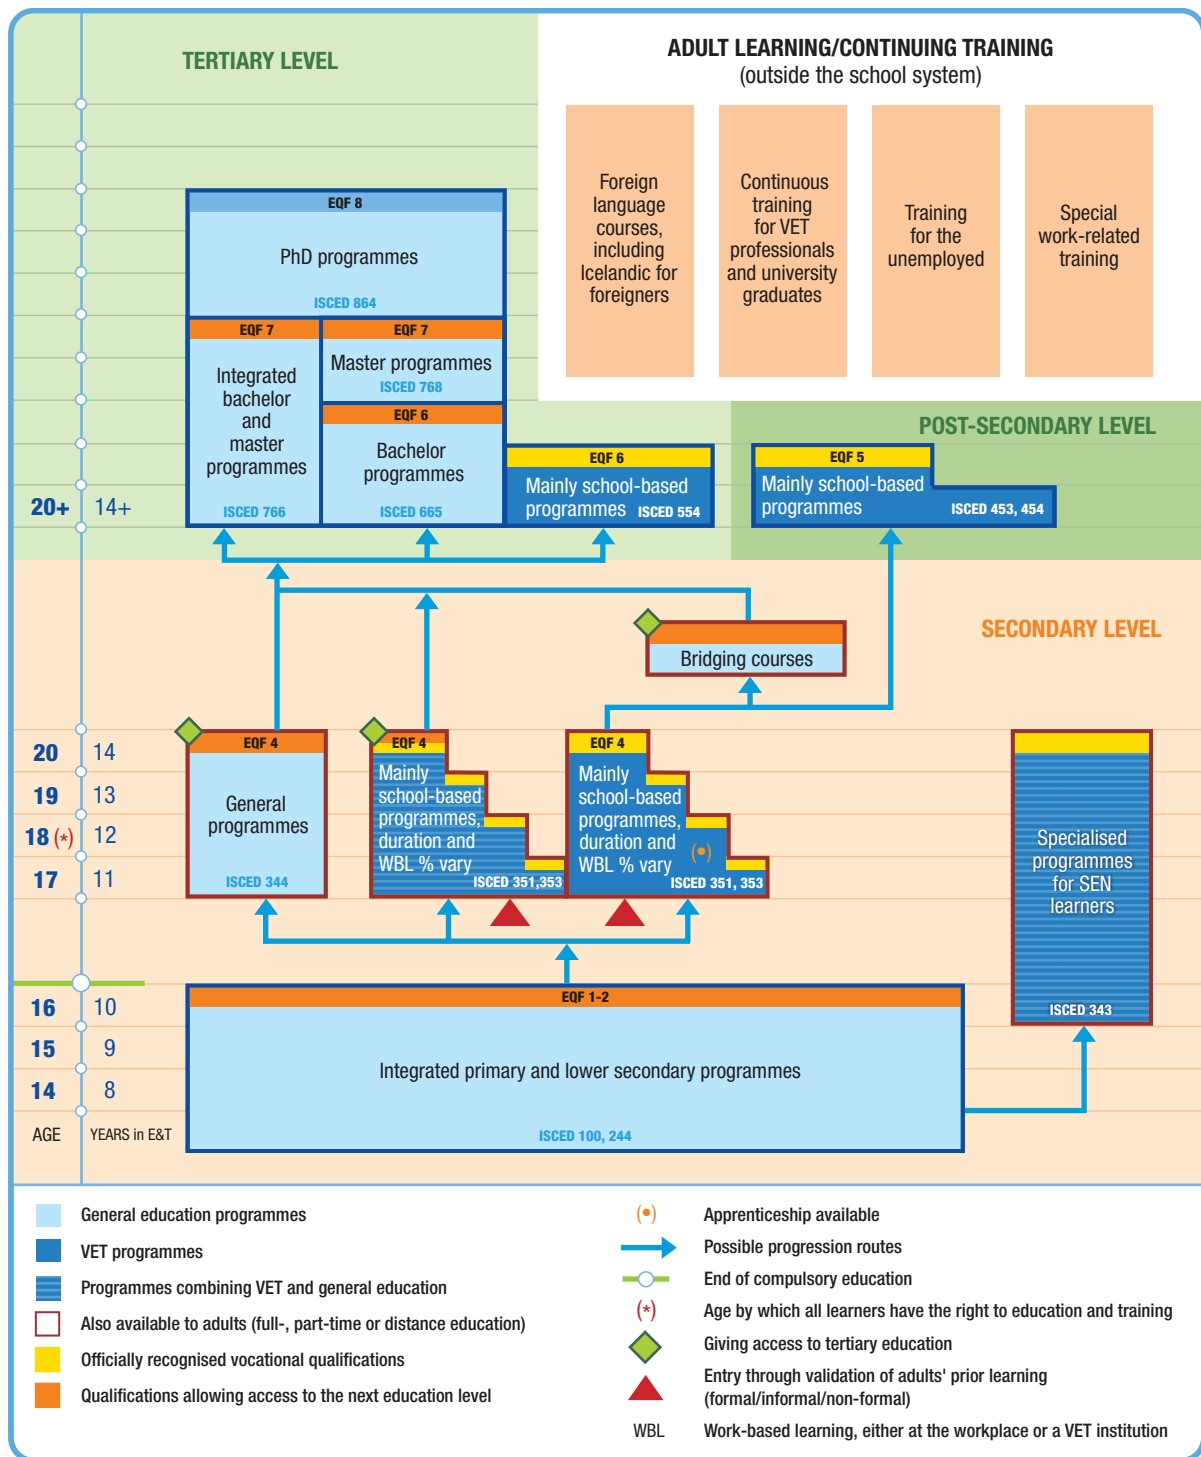 TERTIARY LEVEL
ADULT LEARNING/CONTINUING TRAINING
(outside the school system)
Foreign
language
courses,
including
Icelandic for
foreigners
Continuous
training
for VET
professionals
and university
graduates
Training
for the
unemployed
Special
work-related
training
EQF 8
PhD programmes
ISCED 864
EQF 7
Integrated
bachelor
and
master
programmes
ISCED 766
EQF 7
Master programmes
ISCED 768
EQF 6
Bachelor
programmes
ISCED 665
EQF 6
Mainly school-based
programmes ISCED 554
POST-SECONDARY LEVEL
EQF 5
Mainly school-based
programmes
ISCED 453, 454
20+ 14+
SECONDARY LEVEL
Bridging courses
20 14
19 13
18 (*) 12
17 11
EQF 4
General
programmes
ISCED 344
EQF 4
Mainly
school-based
programmes,
duration and
WBL % vary
ISCED 351,353
EQF 4
Mainly
school-based
programmes,
duration and
WBL % vary
(•)
ISCED 351, 353
Specialised
programmes
for SEN
learners
ISCED 343
16 10
15 9
14 8
AGE YEARS in E&T
EQF 1-2
Integrated primary and lower secondary programmes
ISCED 100, 244
General education programmes
VET programmes
Programmes combining VET and general education
Also available to adults (full-, part-time or distance education)
Officially recognised vocational qualifications
Qualifications allowing access to the next education level
(•) Apprenticeship available
Possible progression routes
End of compulsory education
(*) Age by which all learners have the right to education and training
Giving access to tertiary education
Entry through validation of adults' prior learning
(formal/informal/non-formal)
WBL Work-based learning, either at the workplace or a VET institution